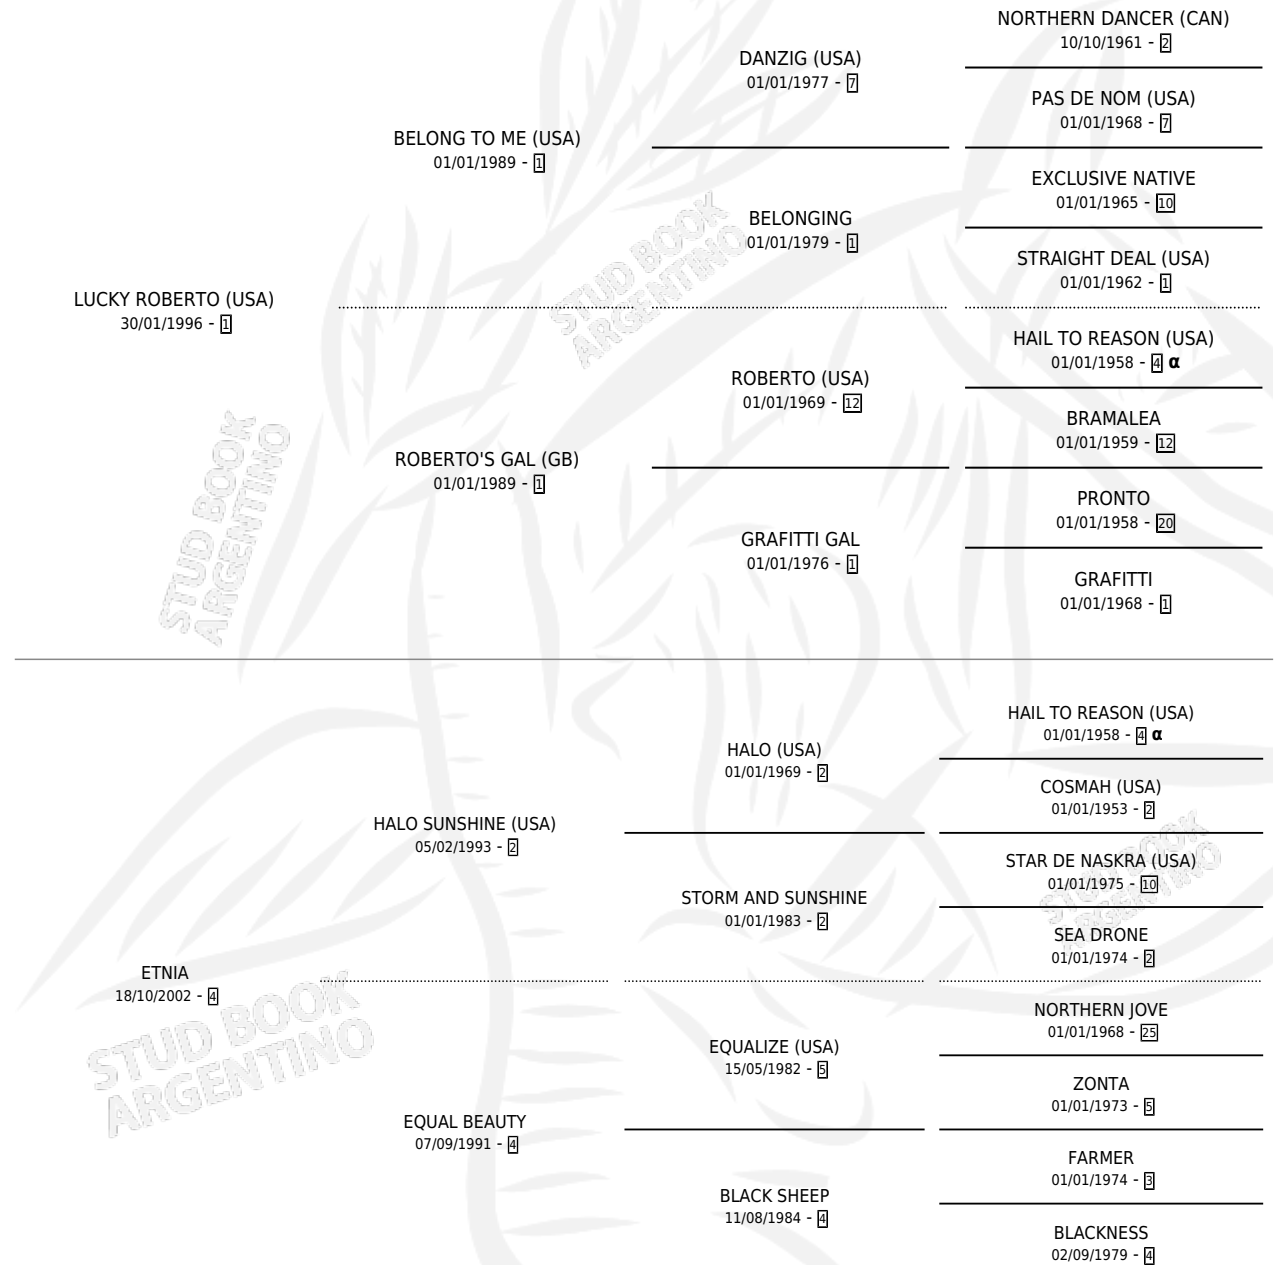 NORTHERN DANCER (CAN)
10/10/1961 - 2
DANZIG (USA)
01/01/1977 - 7
PAS DE NOM (USA)
01/01/1968 - 7
BELONG TO ME (USA)
01/01/1989 - 1
EXCLUSIVE NATIVE
01/01/1965 - 10
BELONGING
01/01/1979 - 1
STRAIGHT DEAL (USA)
01/01/1962 - 1
LUCKY ROBERTO (USA)
30/01/1996 - 1
STUD BOOK
ARGENTINO
HAIL TO REASON (USA)
01/01/1958 - 4 α
ROBERTO (USA)
01/01/1969 - 12
BRAMALEA
01/01/1959 - 12
ROBERTO'S GAL (GB)
01/01/1989 - 1
PRONTO
01/01/1958 - 20
GRAFITTI GAL
01/01/1976 - 1
GRAFITTI
01/01/1968 - 1
STUD BOOK
ARGENTINO
HAIL TO REASON (USA)
01/01/1958 - 4 α
HALO (USA)
01/01/1969 - 2
COSMAH (USA)
01/01/1953 - 2
HALO SUNSHINE (USA)
05/02/1993 - 2
STAR DE NASKRA (USA)
01/01/1975 - 10
STORM AND SUNSHINE
01/01/1983 - 2
STUD BOOK
ARGENTINO
SEA DRONE
01/01/1974 - 2
ETNIA
18/10/2002 - 4
STUD BOOK
ARGENTINO
NORTHERN JOVE
01/01/1968 - 25
EQUALIZE (USA)
15/05/1982 - 5
ZONTA
01/01/1973 - 5
EQUAL BEAUTY
07/09/1991 - 4
FARMER
01/01/1974 - 3
BLACK SHEEP
11/08/1984 - 4
BLACKNESS
02/09/1979 - 4